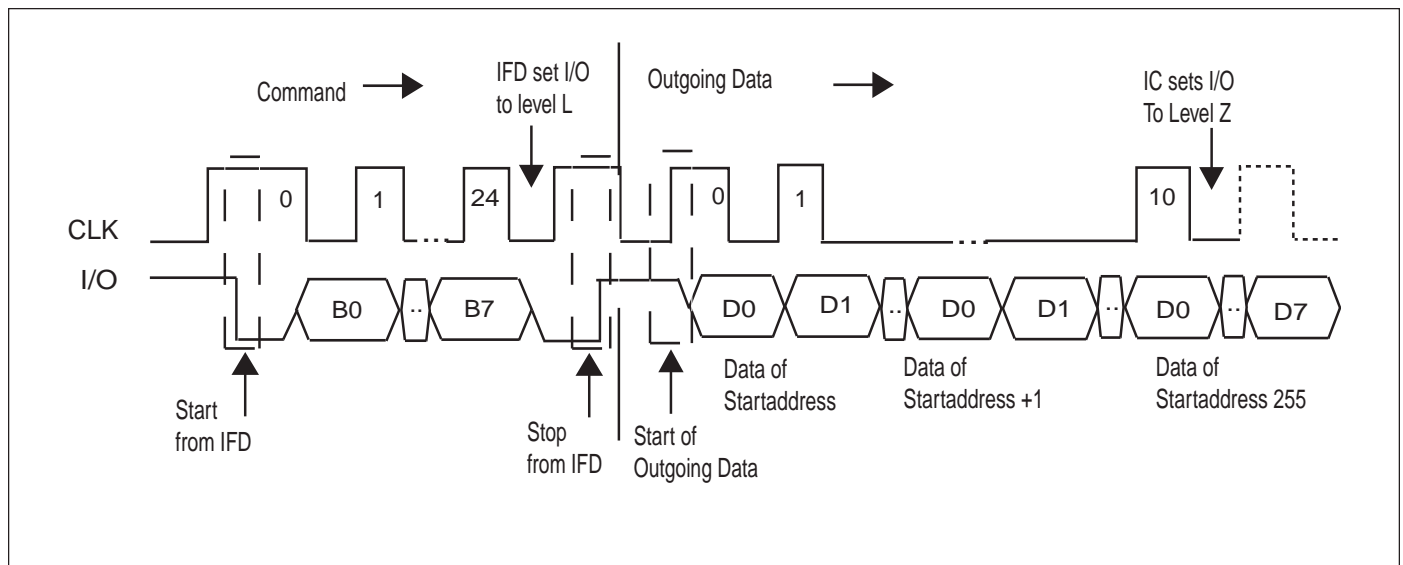 Command
IFD set I/O
to level L
Outgoing Data
IC sets I/O
To Level Z
CLK
0
1
24
0
1
10
I/O
B0
..
B7
D0
D1
..
D0
D1
..
D0
..
D7
Start
from IFD
Stop
from IFD
Start of
Outgoing Data
Data of
Startaddress
Data of
Startaddress +1
Data of
Startaddress 255